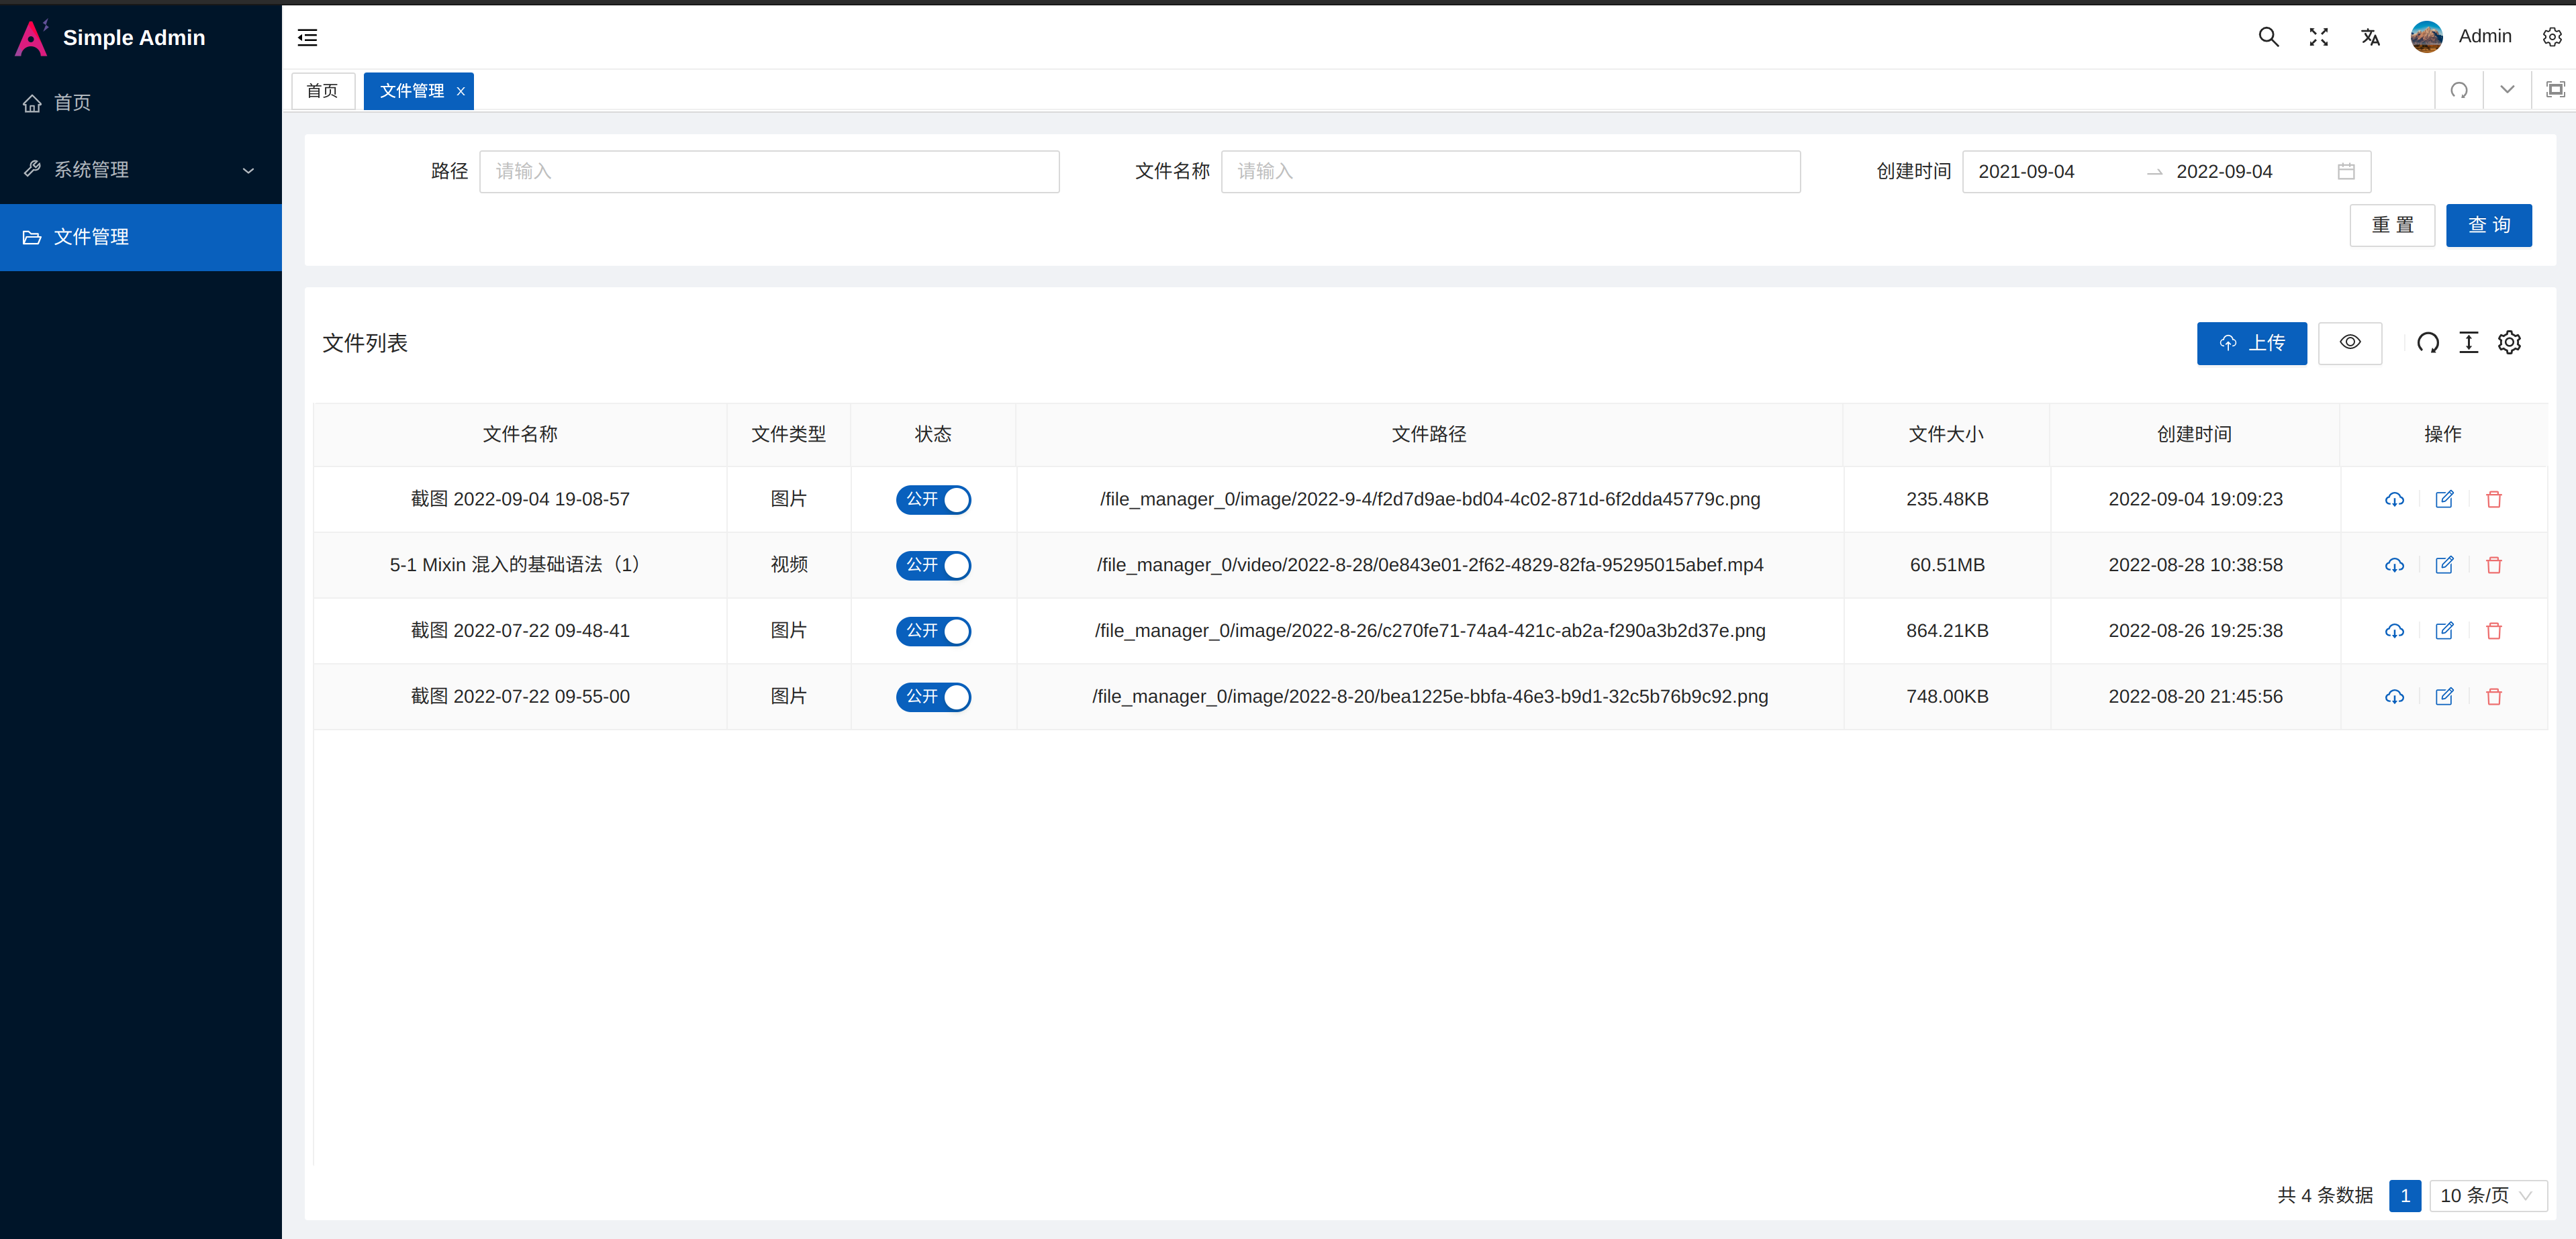 Simple Admin
首页
系统管理
文件管理
Admin
首页 文件管理
路径 请输入 文件名称 请输入 创建时间 2021-09-04 2022-09-04
重置 查询
文件列表 上传
文件名称 文件类型 状态 文件路径 文件大小 创建时间 操作
截图 2022-09-04 19-08-57 图片 公开 /file_manager_0/image/2022-9-4/f2d7d9ae-bd04-4c02-871d-6f2dda45779c.png 235.48KB 2022-09-04 19:09:23
5-1 Mixin 混入的基础语法（1） 视频 公开 /file_manager_0/video/2022-8-28/0e843e01-2f62-4829-82fa-95295015abef.mp4 60.51MB 2022-08-28 10:38:58
截图 2022-07-22 09-48-41 图片 公开 /file_manager_0/image/2022-8-26/c270fe71-74a4-421c-ab2a-f290a3b2d37e.png 864.21KB 2022-08-26 19:25:38
截图 2022-07-22 09-55-00 图片 公开 /file_manager_0/image/2022-8-20/bea1225e-bbfa-46e3-b9d1-32c5b76b9c92.png 748.00KB 2022-08-20 21:45:56
共 4 条数据 1 10 条/页